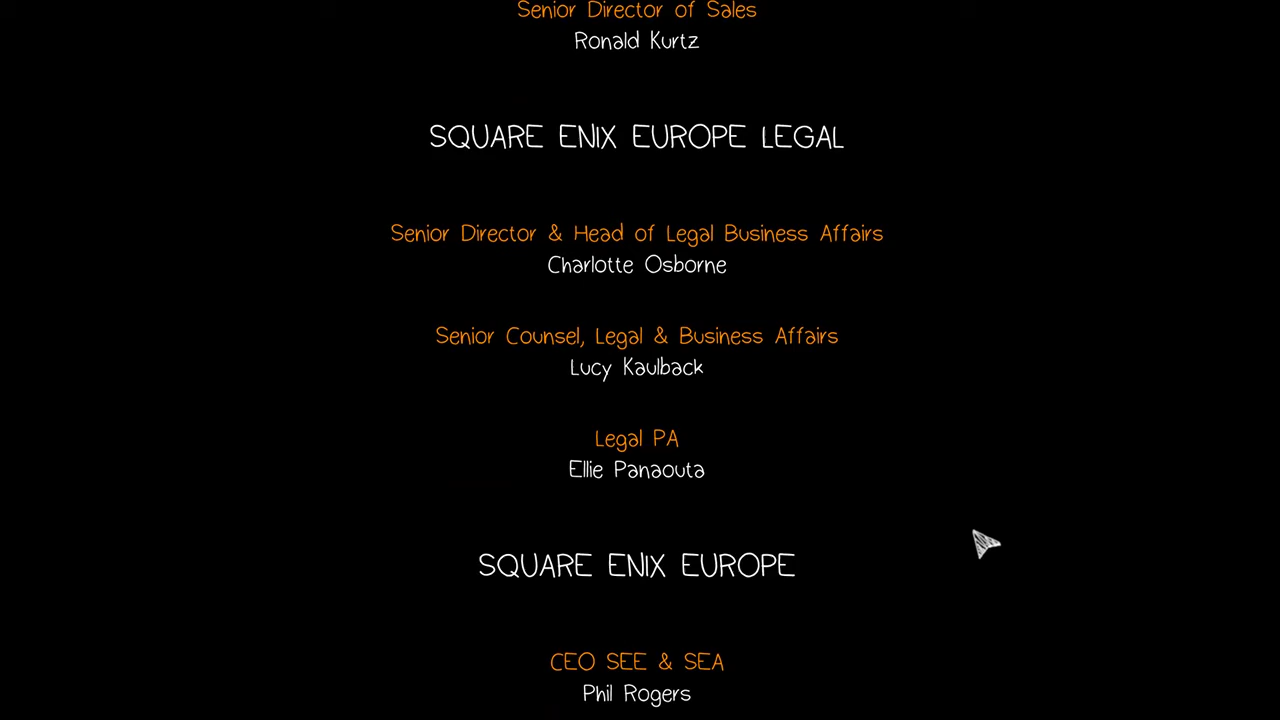 Senior Director of Sales
Ronald Kurtz
SQUARE ENIX EUROPE LEGAL
Senior Director & Head of Legal Business Affairs
Charlotte Osborne
Senior Counsel, Legal & Business Affairs
Lucy Kaulback
Legal PA
Ellie Panaouta
SQUARE ENIX EUROPE
CEO SEE & SEA
Phil Rogers